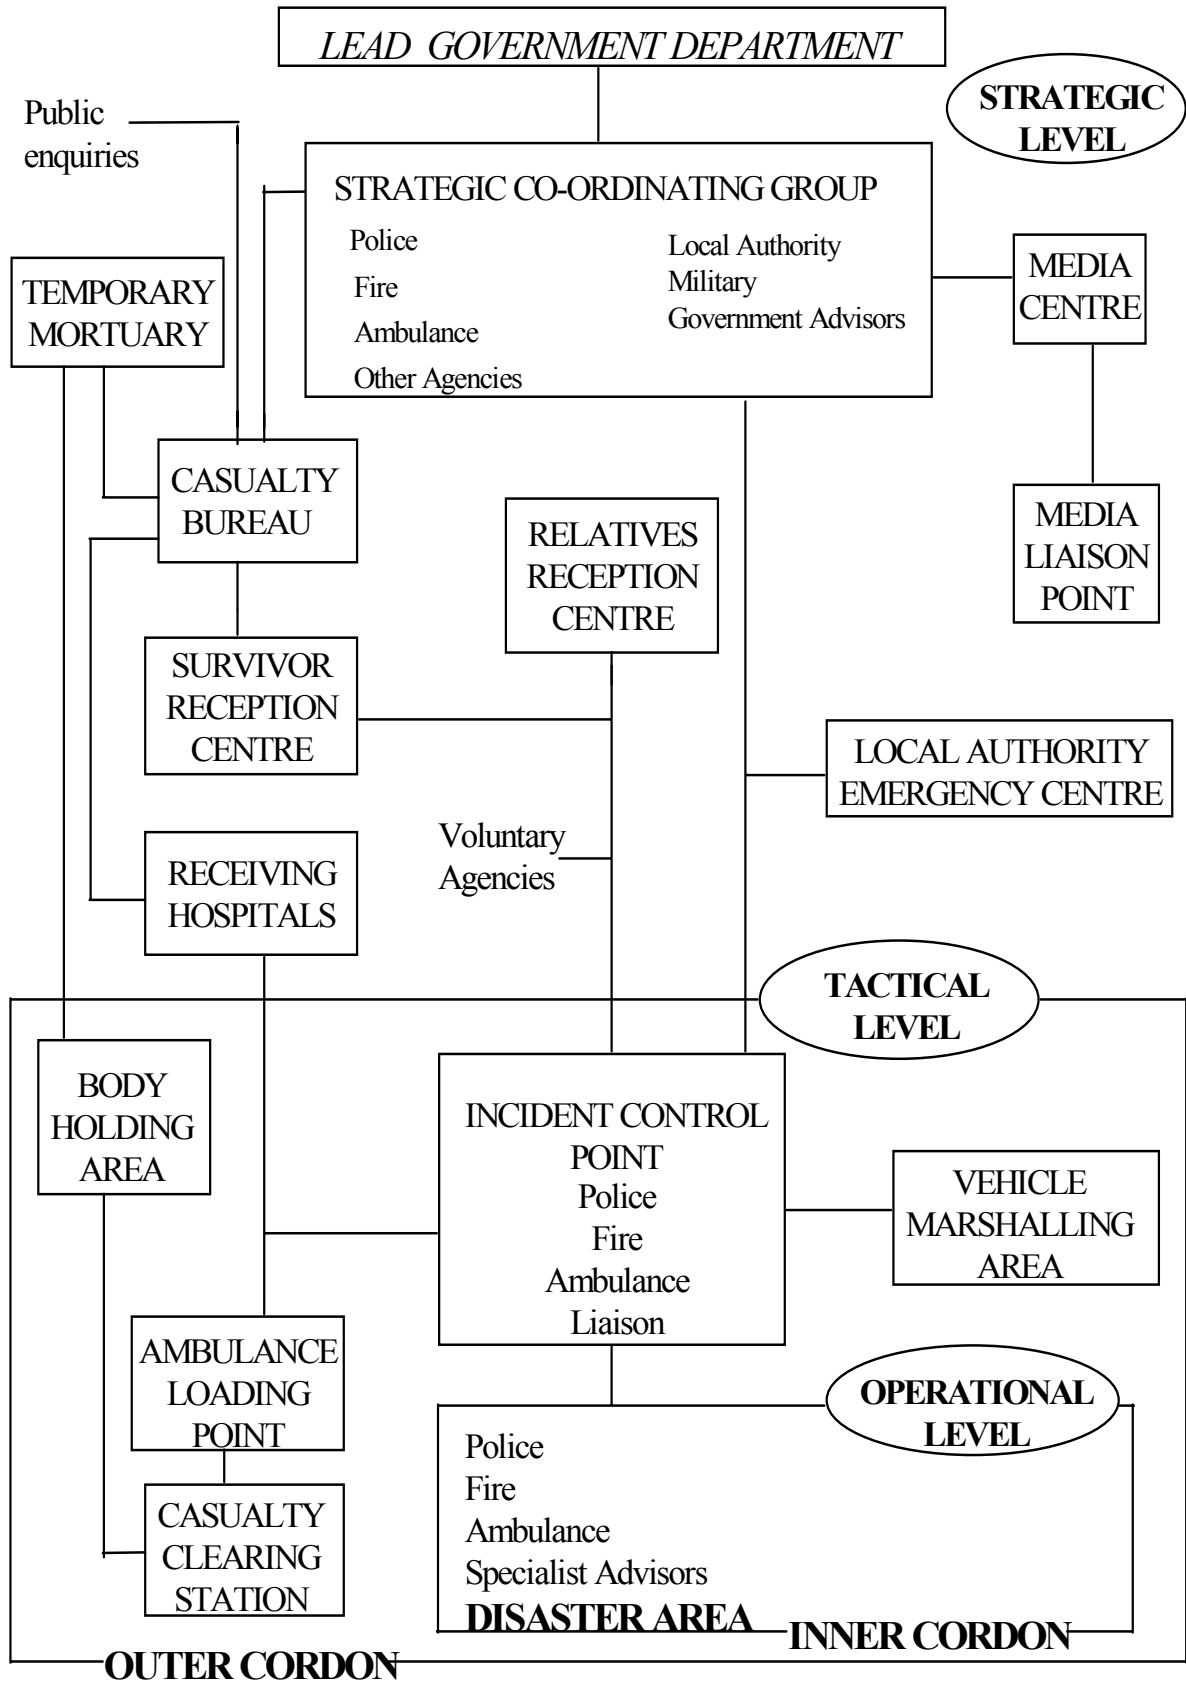 LEAD GOVERNMENT DEPARTMENT
STRATEGIC
LEVEL
Public
enquiries
STRATEGIC CO-ORDINATING GROUP
Police
Fire
Ambulance
Other Agencies
Local Authority
Military
Government Advisors
MEDIA
CENTRE
TEMPORARY
MORTUARY
CASUALTY
BUREAU
RELATIVES
RECEPTION
CENTRE
MEDIA
LIAISON
POINT
SURVIVOR
RECEPTION
CENTRE
LOCAL AUTHORITY
EMERGENCY CENTRE
Voluntary
Agencies
RECEIVING
HOSPITALS
TACTICAL
LEVEL
BODY
HOLDING
AREA
INCIDENT CONTROL
POINT
Police
Fire
Ambulance
Liaison
VEHICLE
MARSHALLING
AREA
AMBULANCE
LOADING
POINT
OPERATIONAL
LEVEL
CASUALTY
CLEARING
STATION
Police
Fire
Ambulance
Specialist Advisors
DISASTER AREA
INNER CORDON
OUTER CORDON